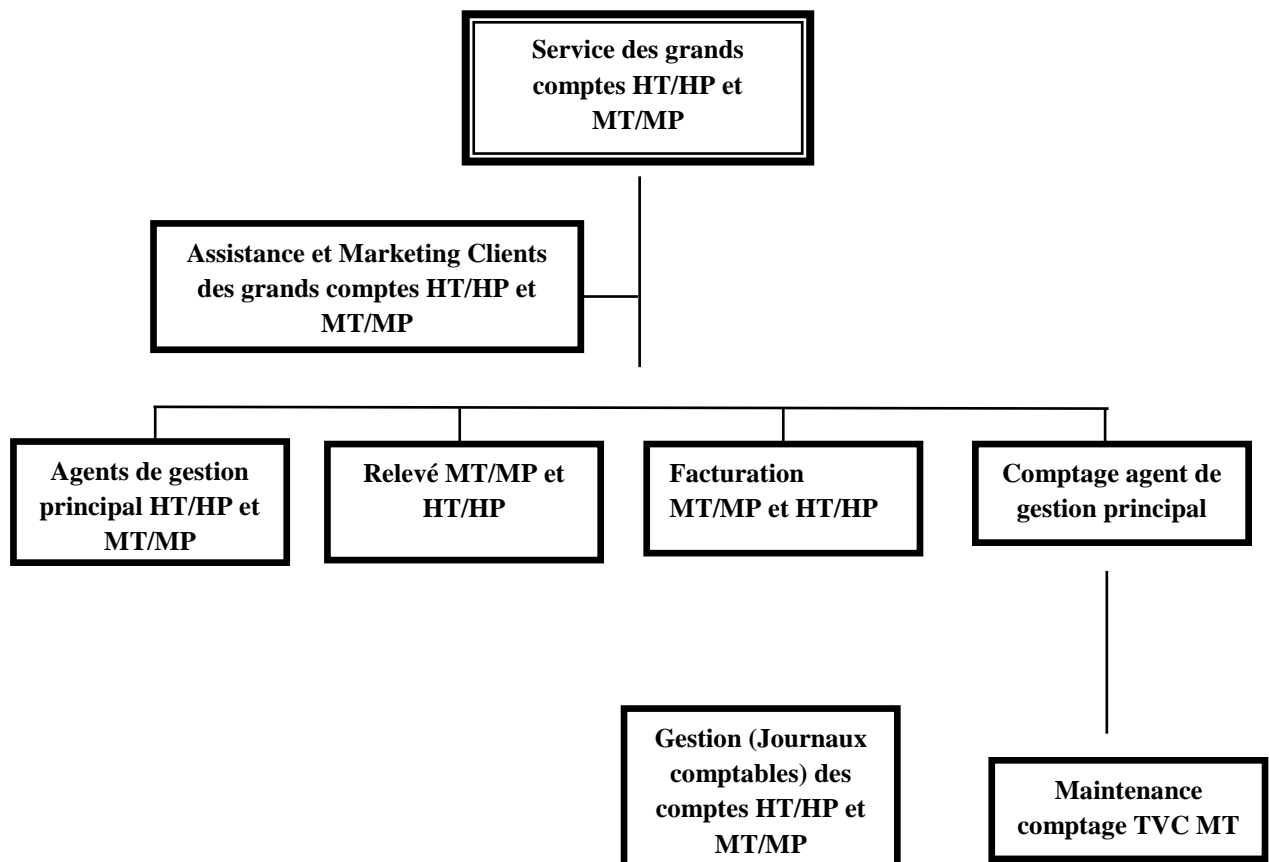 Service des grands
comptes HT/HP et
MT/MP
Assistance et Marketing Clients
des grands comptes HT/HP et
MT/MP
Agents de gestion
principal HT/HP et
MT/MP
Relevé MT/MP et
HT/HP
Facturation
MT/MP et HT/HP
Comptage agent de
gestion principal
Gestion (Journaux
comptables) des
comptes HT/HP et
MT/MP
Maintenance
comptage TVC MT